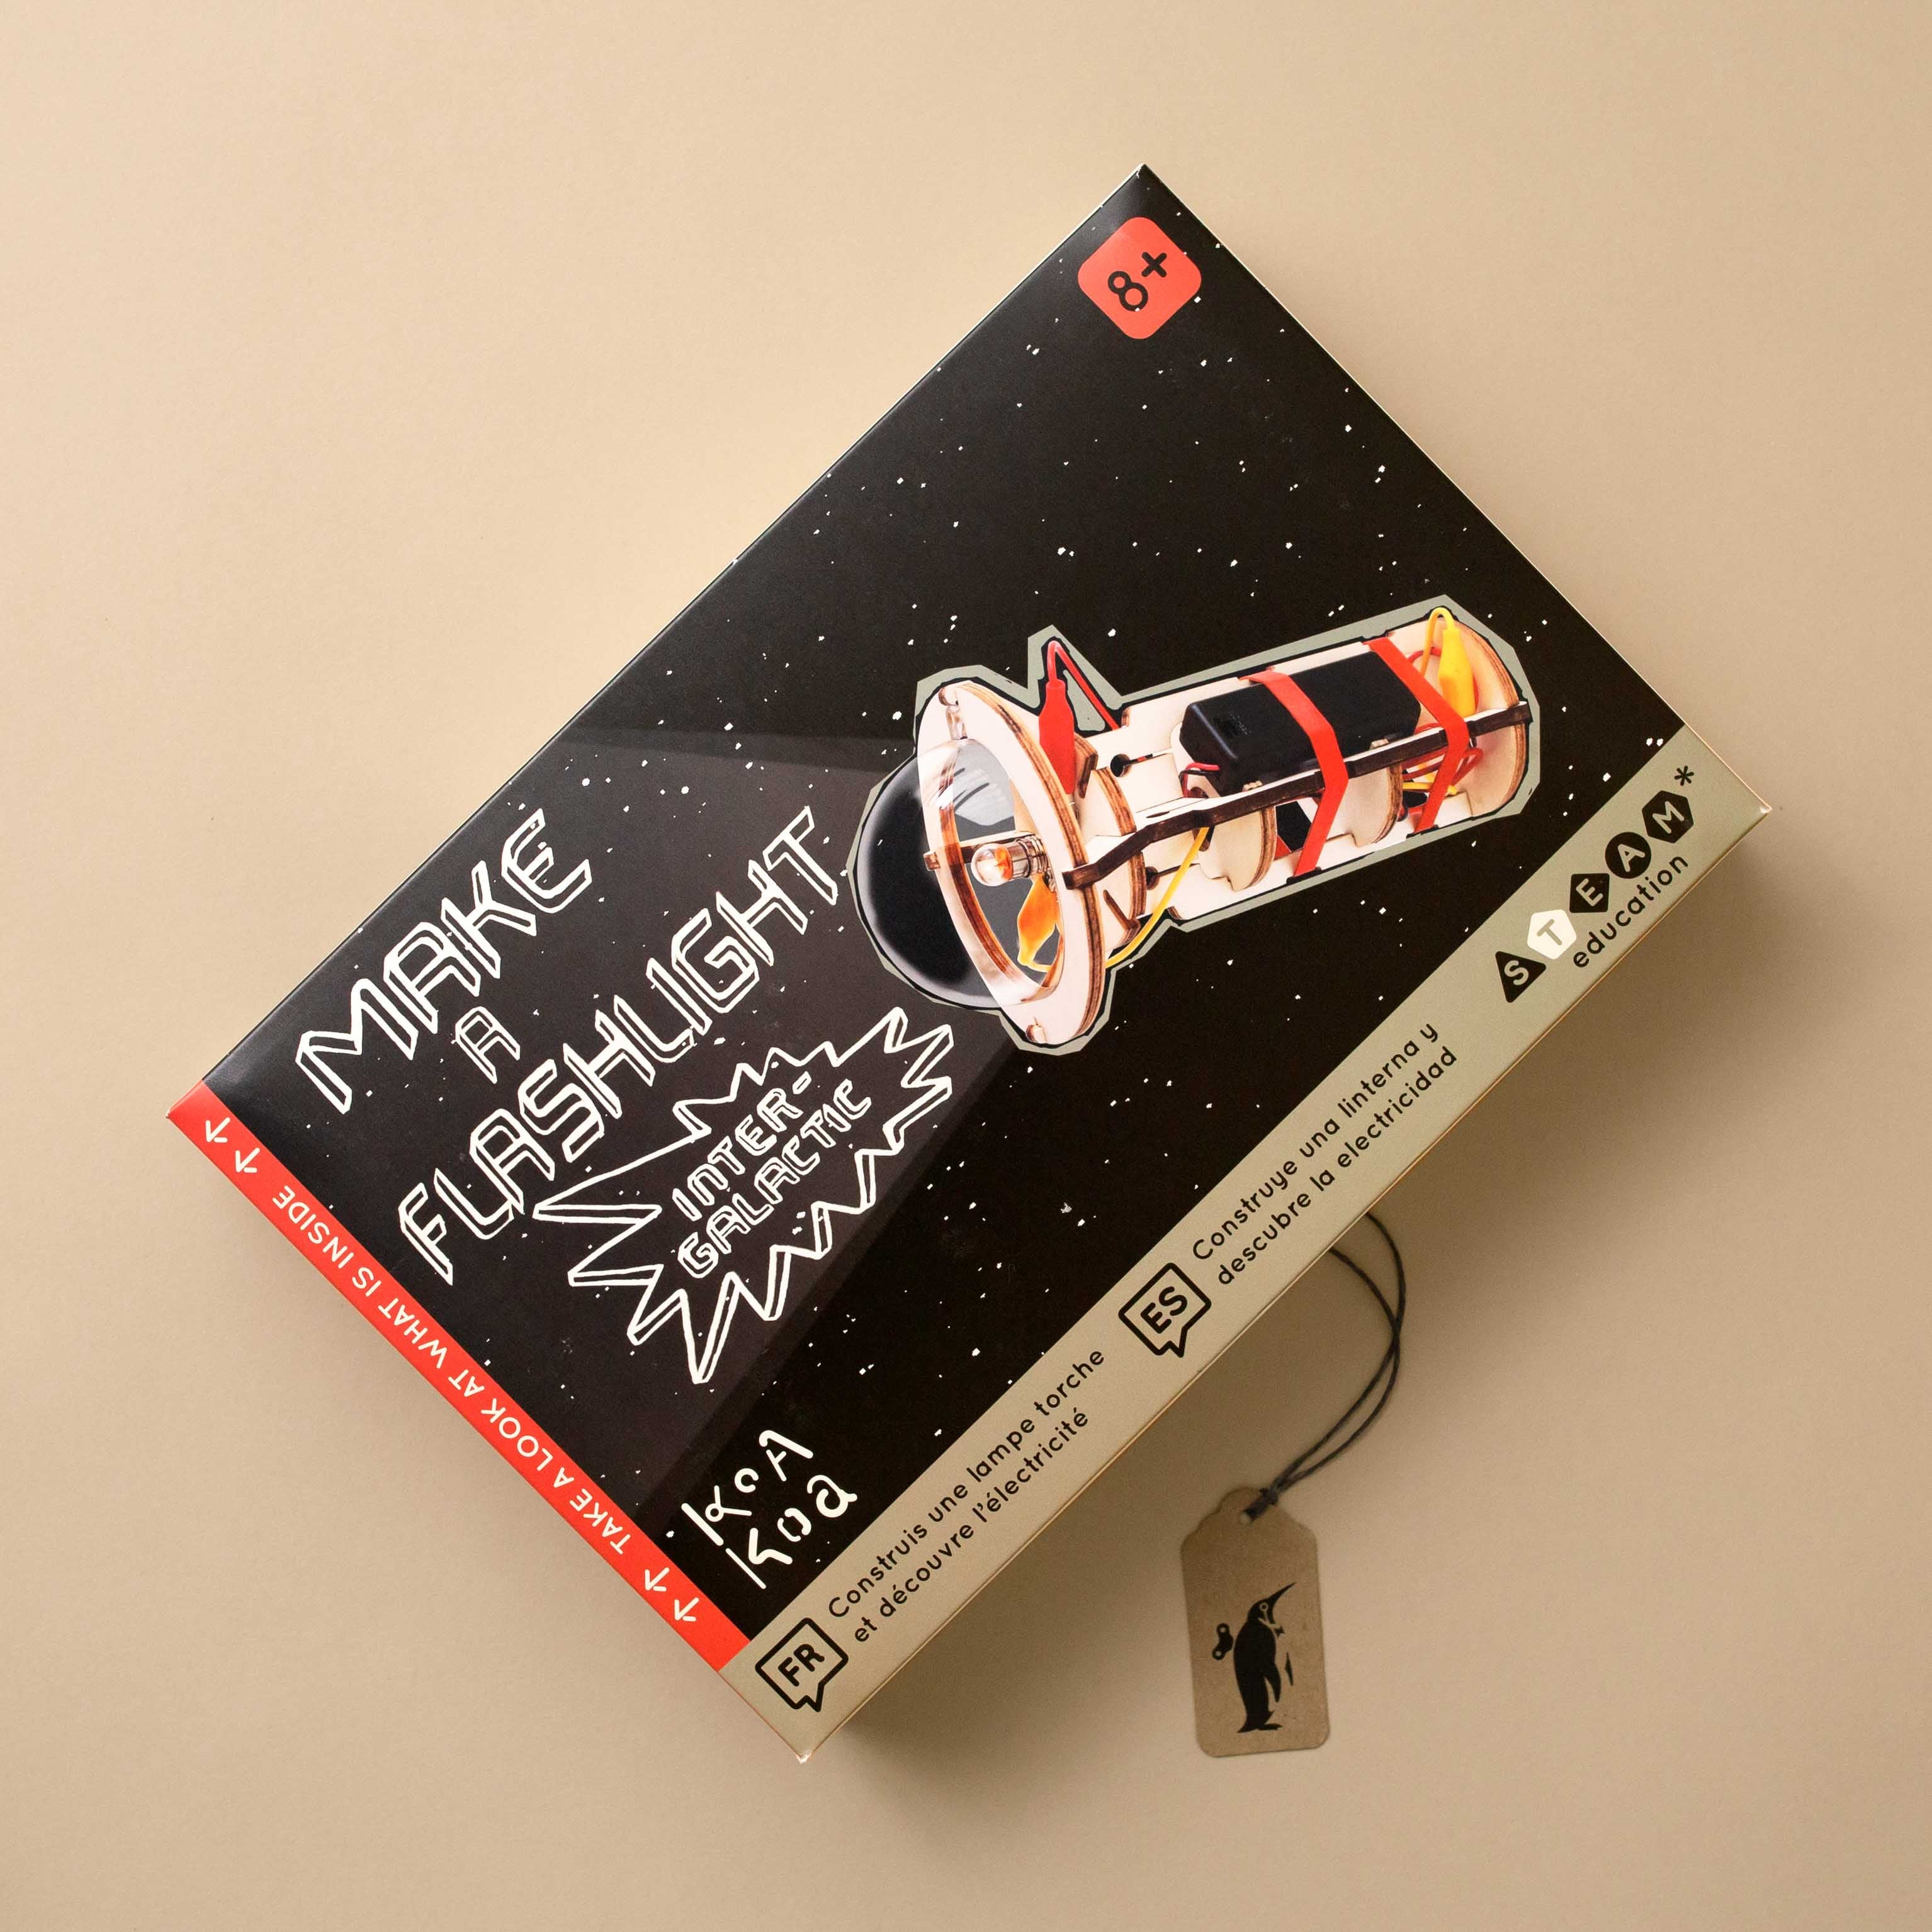 8+
MAKE
A
FLASHLIGHT
INTER-
GALACTIC
KOA
KOA
TAKE A LOOK AT WHAT IS INSIDE
FR
Construis une lampe torche
et découvre l'électricité
ES
Construye una linterna y
descubre la electricidad
STEAM*
education